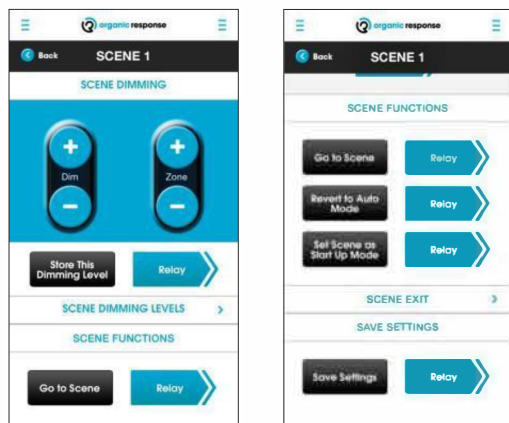 organic response
Back SCENE 1
SCENE DIMMING
+ +
Dim Zone
− −
Store This
Dimming Level
Relay
SCENE DIMMING LEVELS >
SCENE FUNCTIONS
Go to Scene Relay
organic response
Back SCENE 1
SCENE FUNCTIONS
Go to Scene Relay
Revert to Auto
Mode
Relay
Set Scene as
Start Up Mode
Relay
SCENE EXIT >
SAVE SETTINGS
Save Settings Relay